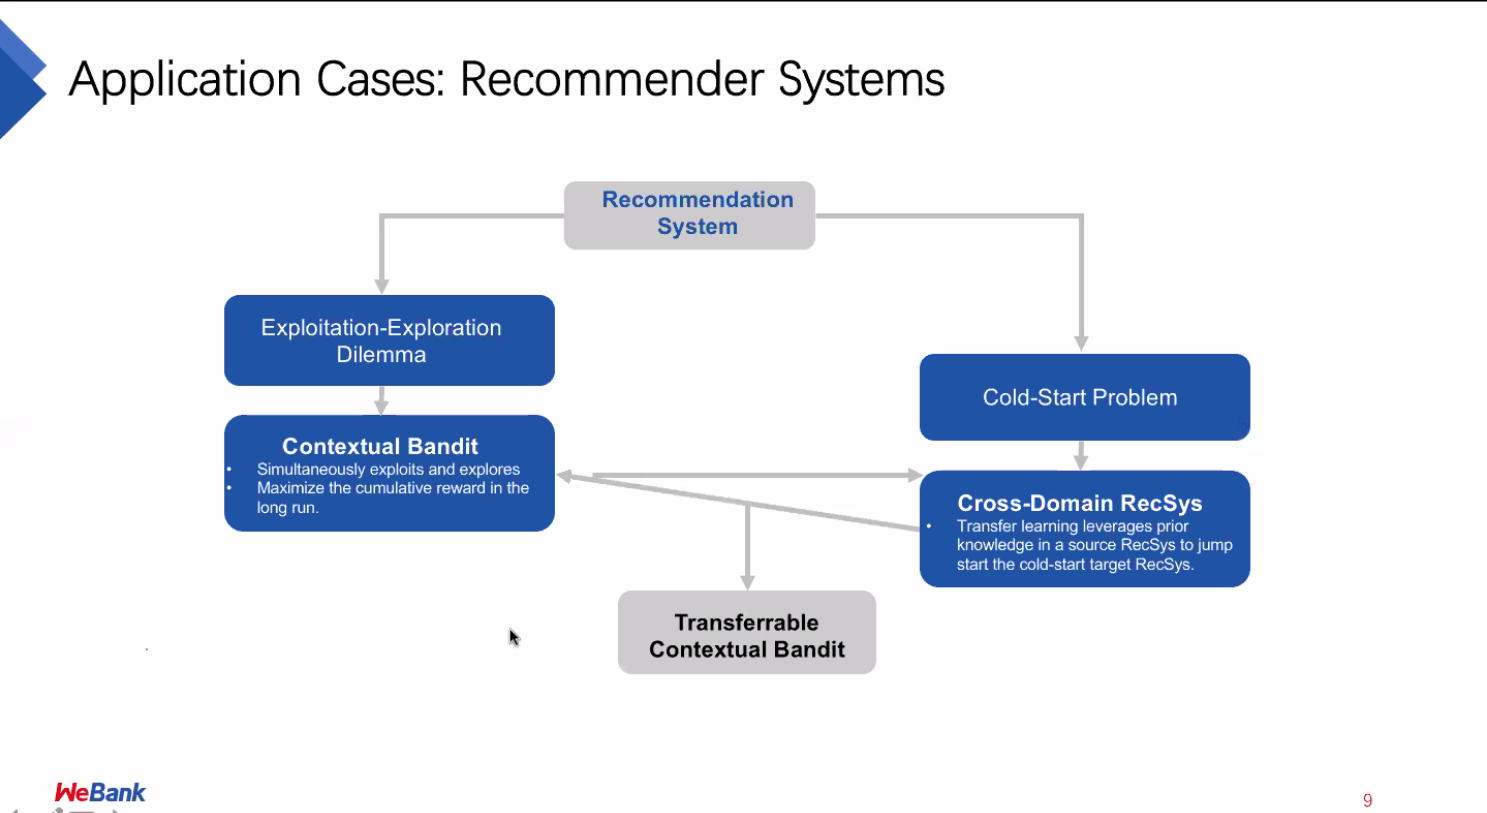 Application Cases: Recommender Systems
Recommendation
System
Exploitation-Exploration
Dilemma
Contextual Bandit
• Simultaneously exploits and explores
• Maximize the cumulative reward in the
long run.
Cold-Start Problem
Cross-Domain RecSys
• Transfer learning leverages prior
knowledge in a source RecSys to jump
start the cold-start target RecSys.
Transferrable
Contextual Bandit
WeBank
9